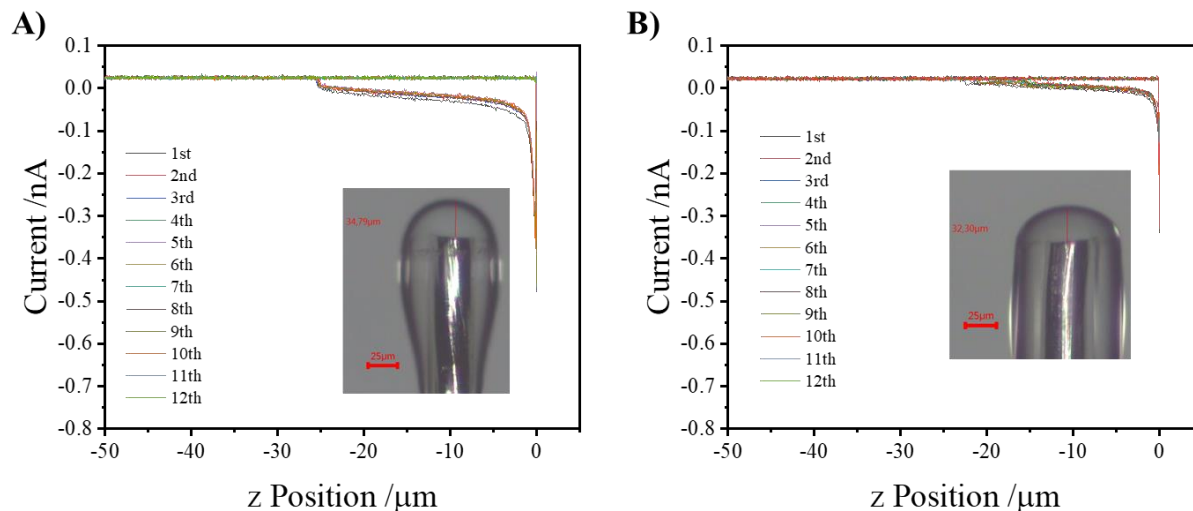 A)
0.1
0.0
-0.1
-0.2
-0.3
-0.4
-0.5
-0.6
-0.7
-0.8
Current /nA
1st
2nd
3rd
4th
5th
6th
7th
8th
9th
10th
11th
12th
34,79µm
25µm
-50
-40
-30
-20
-10
0
z Position /µm
B)
0.1
0.0
-0.1
-0.2
-0.3
-0.4
-0.5
-0.6
-0.7
-0.8
Current /nA
1st
2nd
3rd
4th
5th
6th
7th
8th
9th
10th
11th
12th
32,30µm
25µm
-50
-40
-30
-20
-10
0
z Position /µm